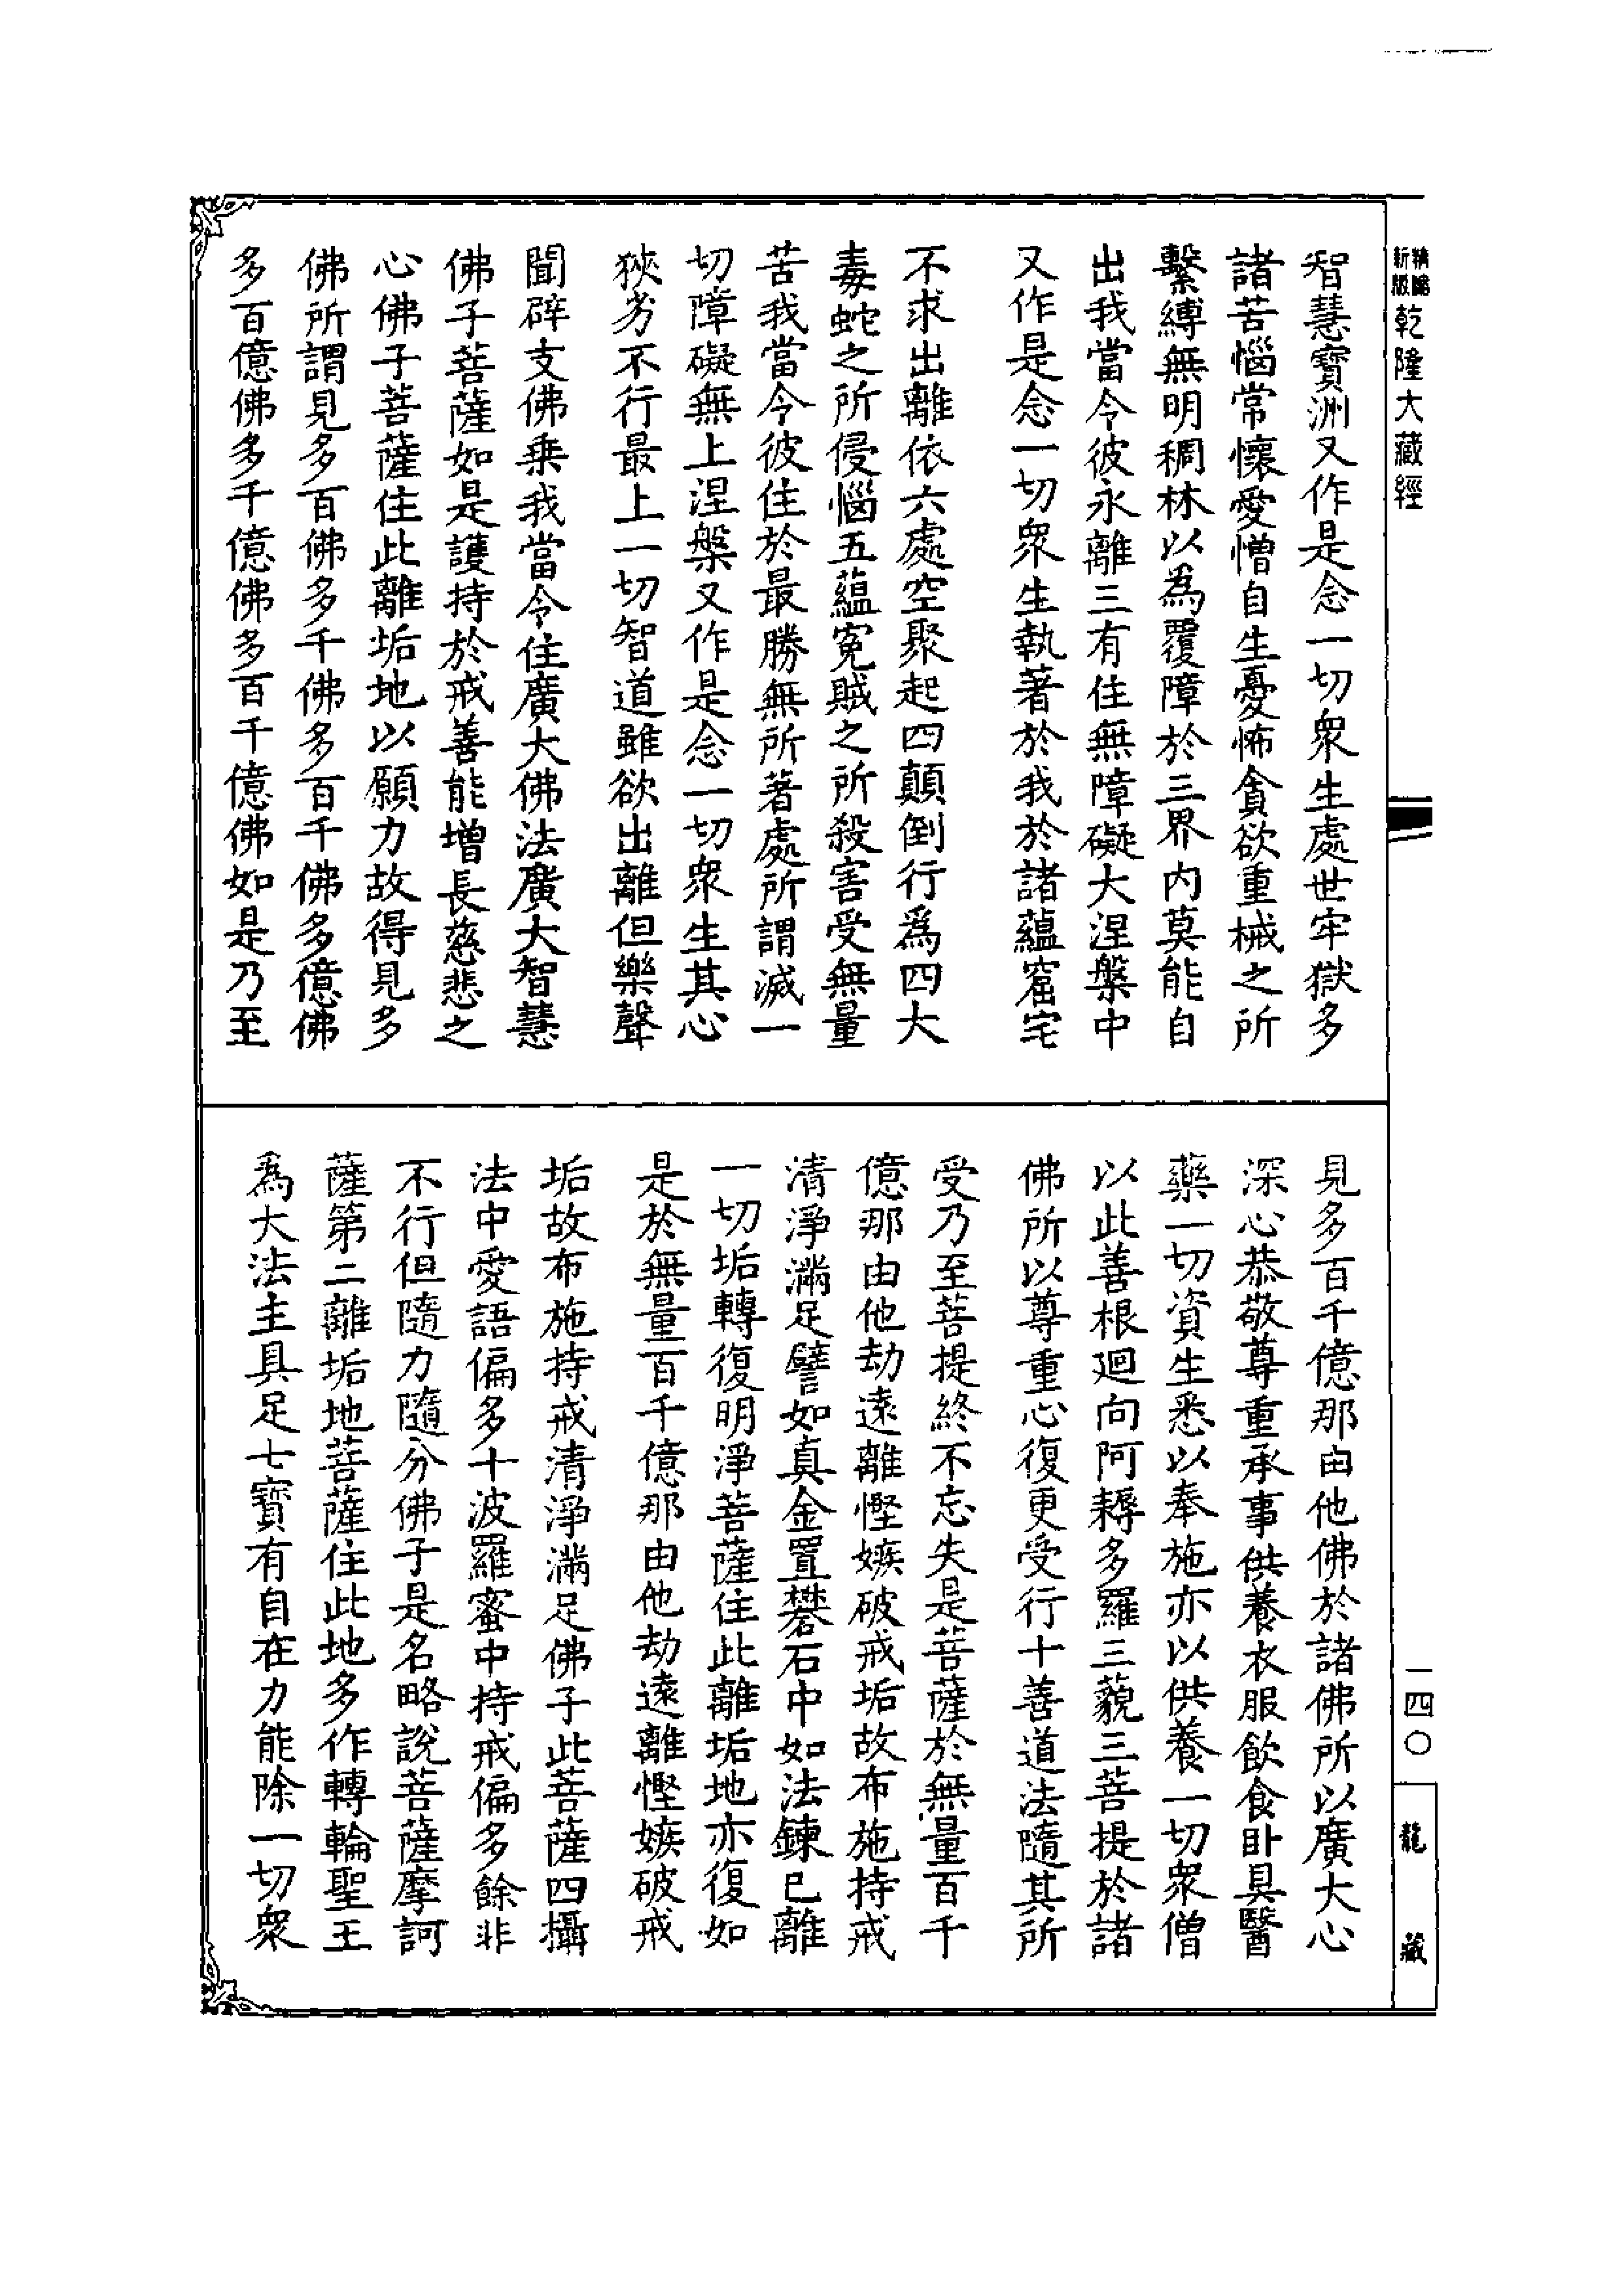 精編
新版
乾隆大藏經
智慧寶洲又作是念一切衆生處世牢獄多
諸苦惱常懷愛憎自生憂怖貪欲重械之所
繫縛無明稠林以為覆障於三界內莫能自
出我當令彼永離三有住無障礙大涅槃中
又作是念一切衆生執著於我於諸蘊窟宅
不求出離依六處空聚起四顛倒行為四大
毒蛇之所侵惱五蘊寃賊之所殺害受無量
苦我當令彼住於最勝無所著處所謂滅一
切障礙無上涅槃又作是念一切衆生其心
狹劣不行最上一切智道雖欲出離但樂聲
聞辟支佛乘我當令住廣大佛法廣大智慧
佛子菩薩如是護持於戒善能增長慈悲之
心佛子菩薩住此離垢地以願力故得見多
佛所謂見多百佛多千佛多百千佛多億佛
多百億佛多千億佛多百千億佛如是乃至
見多百千億那由他佛於諸佛所以廣大心
深心恭敬尊重承事供養衣服飲食卧具醫
藥一切資生悉以奉施亦以供養一切衆僧
以此善根迴向阿耨多羅三藐三菩提於諸
佛所以尊重心復更受行十善道法隨其所
受乃至菩提終不忘失是菩薩於無量百千
億那由他劫遠離慳嫉破戒垢故布施持戒
清淨滿足譬如真金置礬石中如法鍊已離
一切垢轉復明淨菩薩住此離垢地亦復如
是於無量百千億那由他劫遠離慳嫉破戒
垢故布施持戒清淨滿足佛子此菩薩四攝
法中愛語偏多十波羅蜜中持戒偏多餘非
不行但隨力隨分佛子是名略說菩薩摩訶
薩第二離垢地菩薩住此地多作轉輪聖王
為大法主具足七寶有自在力能除一切衆
一四〇
龍藏